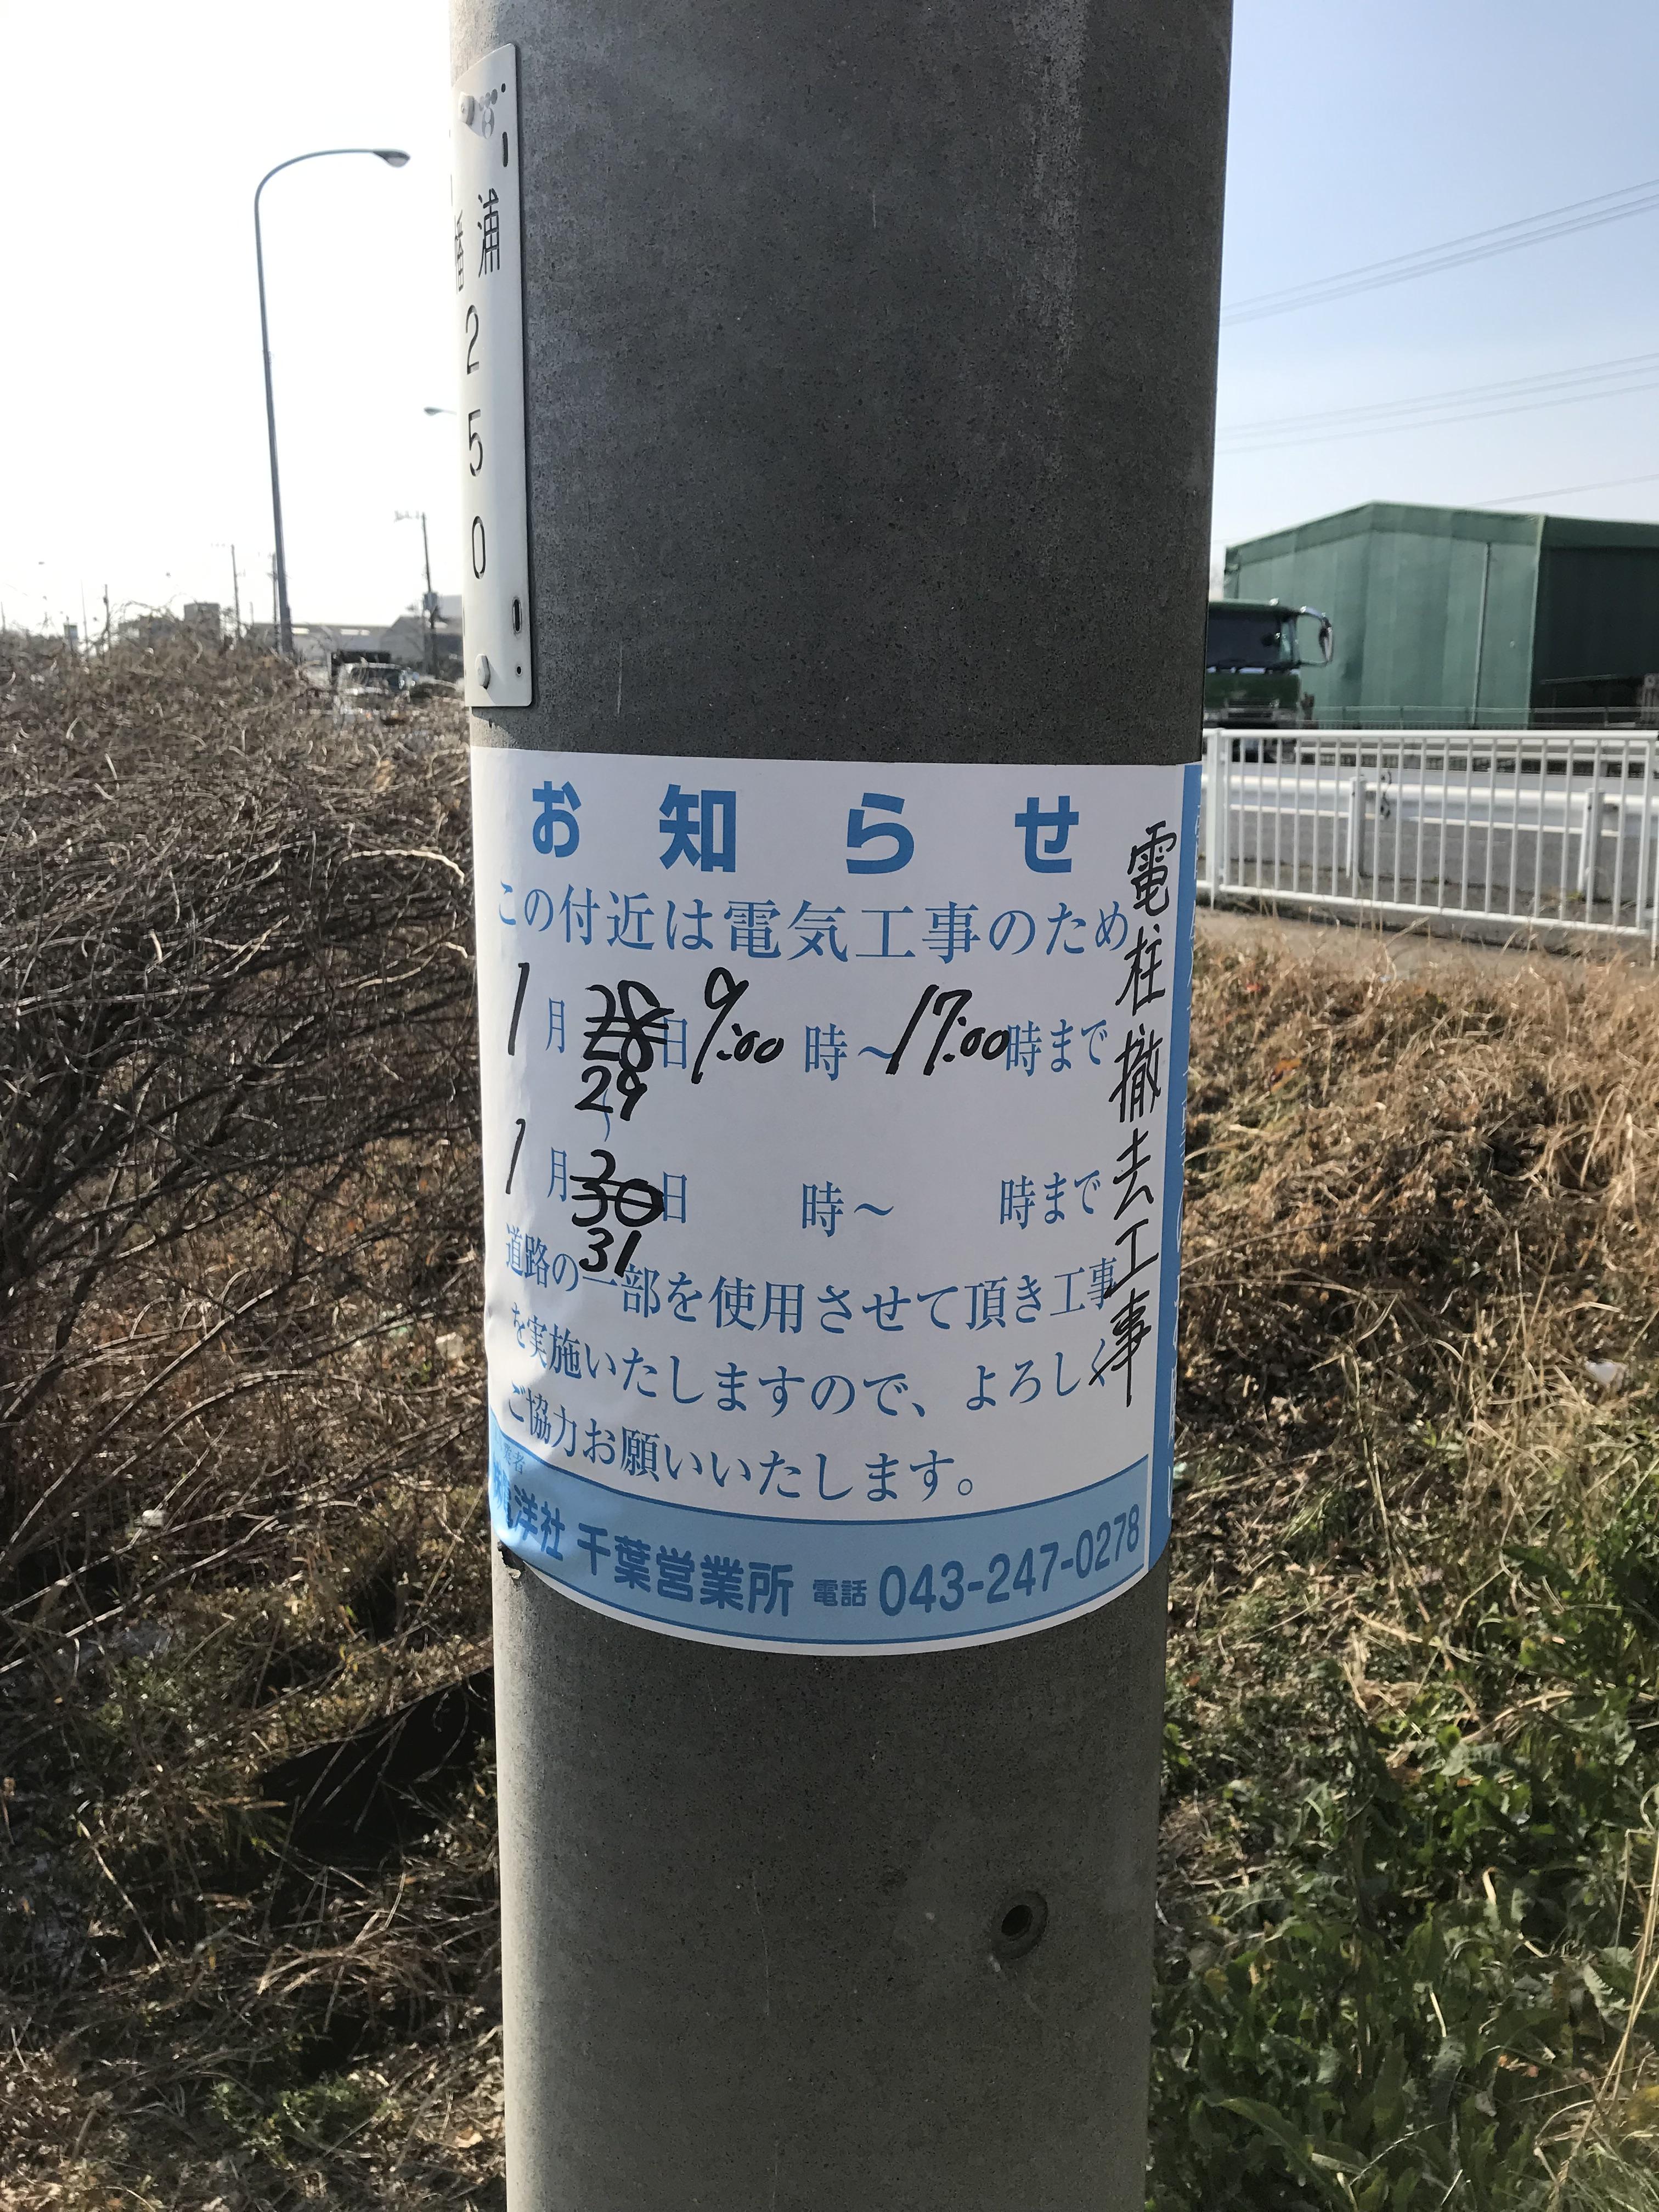 浦
250
お知らせ
この付近は電気工事のため
1月28日9:00時~17:00時まで
29
~
1月30日 時~ 時まで
31
道路の一部を使用させて頂き工事
を実施いたしますので、よろしく
ご協力お願いいたします。
電柱撤去工事
洋社 千葉営業所 電話 043-247-0278